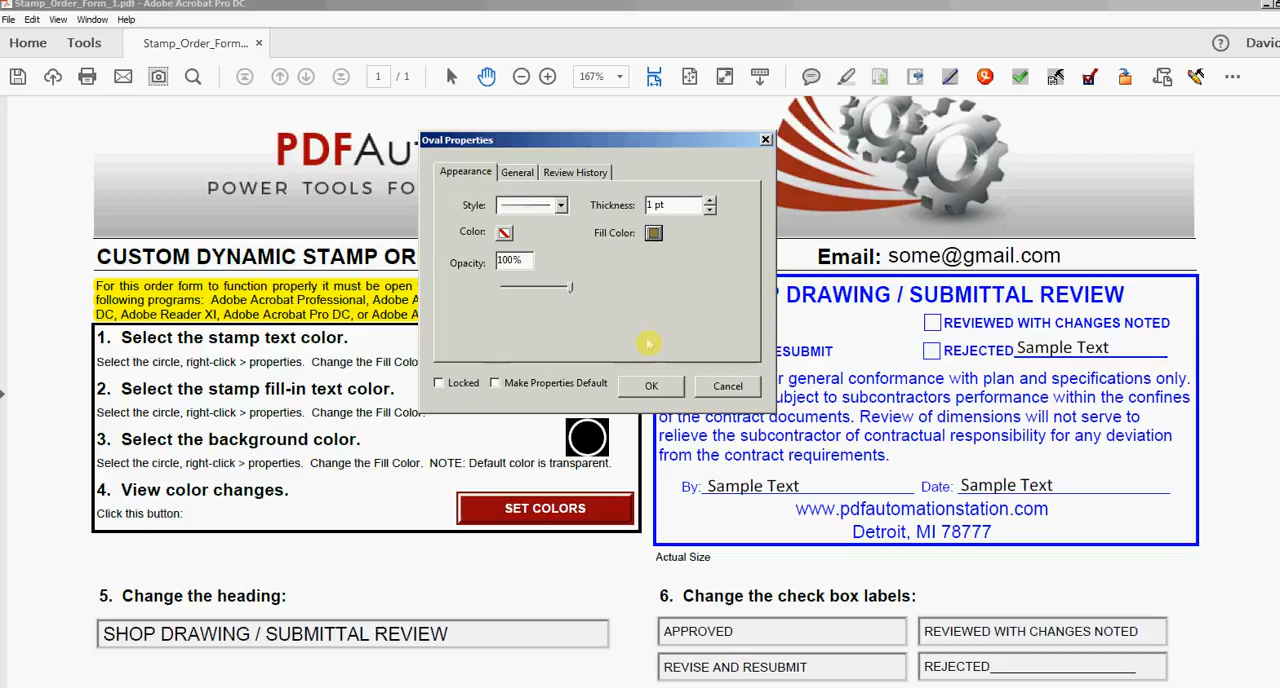 Stamp_Order_Form_1.pdf - Adobe Acrobat Pro DC
File Edit View Window Help
Home Tools Stamp_Order_Form... × Davi
1 / 1 167%
PDFAu
POWER TOOLS FO
Oval Properties
Appearance General Review History
Style: Thickness: 1 pt
Color: Fill Color:
Opacity: 100%
Locked Make Properties Default OK Cancel
CUSTOM DYNAMIC STAMP OR
Email: some@gmail.com
For this order form to function properly it must be open
following programs: Adobe Acrobat Professional, Adobe A
DC, Adobe Reader XI, Adobe Acrobat Pro DC, or Adobe A
1. Select the stamp text color.
Select the circle, right-click > properties. Change the Fill Colo
2. Select the stamp fill-in text color.
Select the circle, right-click > properties. Change the Fill Color.
3. Select the background color.
Select the circle, right-click > properties. Change the Fill Color. NOTE: Default color is transparent.
4. View color changes.
Click this button:
SET COLORS
DRAWING / SUBMITTAL REVIEW
REVIEWED WITH CHANGES NOTED
ESUBMIT REJECTED Sample Text
r general conformance with plan and specifications only.
ubject to subcontractors performance within the confines
of the contract documents. Review of dimensions will not serve to
relieve the subcontractor of contractual responsibility for any deviation
from the contract requirements.
By: Sample Text Date: Sample Text
www.pdfautomationstation.com
Detroit, MI 78777
Actual Size
5. Change the heading:
SHOP DRAWING / SUBMITTAL REVIEW
6. Change the check box labels:
APPROVED REVIEWED WITH CHANGES NOTED
REVISE AND RESUBMIT REJECTED____________________